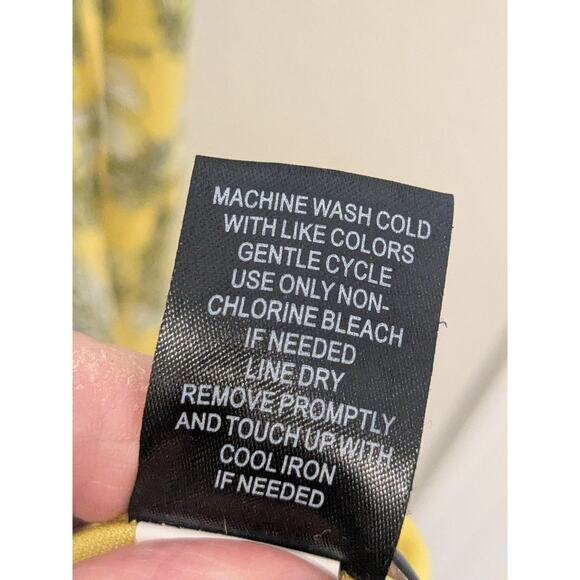 MACHINE WASH COLD
WITH LIKE COLORS
GENTLE CYCLE
USE ONLY NON-
CHLORINE BLEACH
IF NEEDED
LINE DRY
REMOVE PROMPTLY
AND TOUCH UP WITH
COOL IRON
IF NEEDED